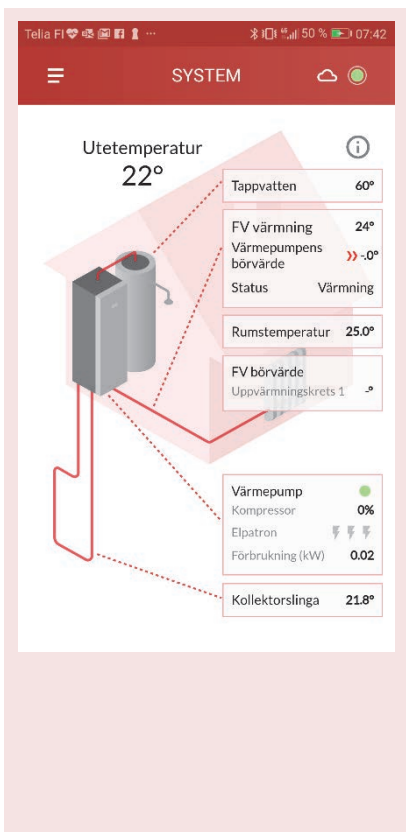 Telia FI 50 % 07:42
SYSTEM
Utetemperatur
22°
Tappvatten 60°
FV värmning 24°
Värmepumpens
börvärde -.0°
Status Värmning
Rumstemperatur 25.0°
FV börvärde
Uppvärmningskrets 1 -°
Värmepump
Kompressor 0%
Elpatron
Förbrukning (kW) 0.02
Kollektorslinga 21.8°